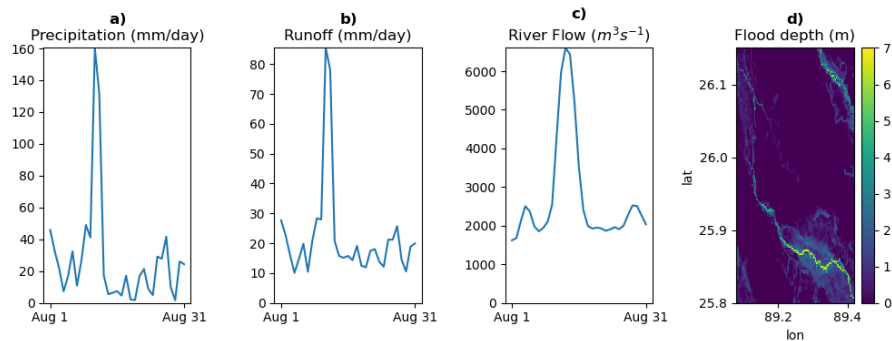 a)
Precipitation (mm/day)
160
140
120
100
80
60
40
20
0
Aug 1
Aug 31
b)
Runoff (mm/day)
80
70
60
50
40
30
20
10
0
Aug 1
Aug 31
c)
River Flow (m³s⁻¹)
6000
5000
4000
3000
2000
1000
0
Aug 1
Aug 31
d)
Flood depth (m)
lat
26.1
26.0
25.9
25.8
89.2
89.4
lon
7
6
5
4
3
2
1
0